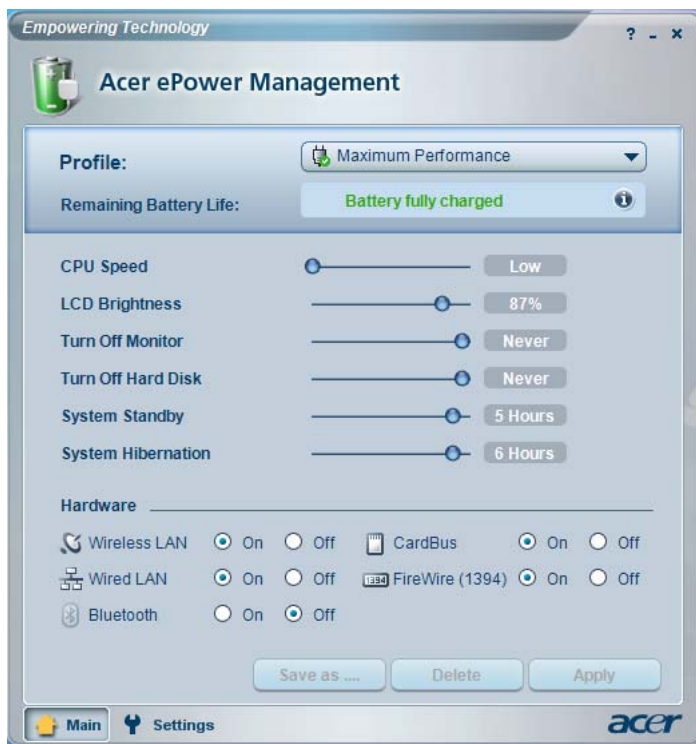 Empowering Technology
? - x
Acer ePower Management
Profile: Maximum Performance
Remaining Battery Life: Battery fully charged
CPU Speed Low
LCD Brightness 87%
Turn Off Monitor Never
Turn Off Hard Disk Never
System Standby 5 Hours
System Hibernation 6 Hours
Hardware
Wireless LAN On Off CardBus On Off
Wired LAN On Off 1394 FireWire (1394) On Off
Bluetooth On Off
Save as .... Delete Apply
Main Settings acer